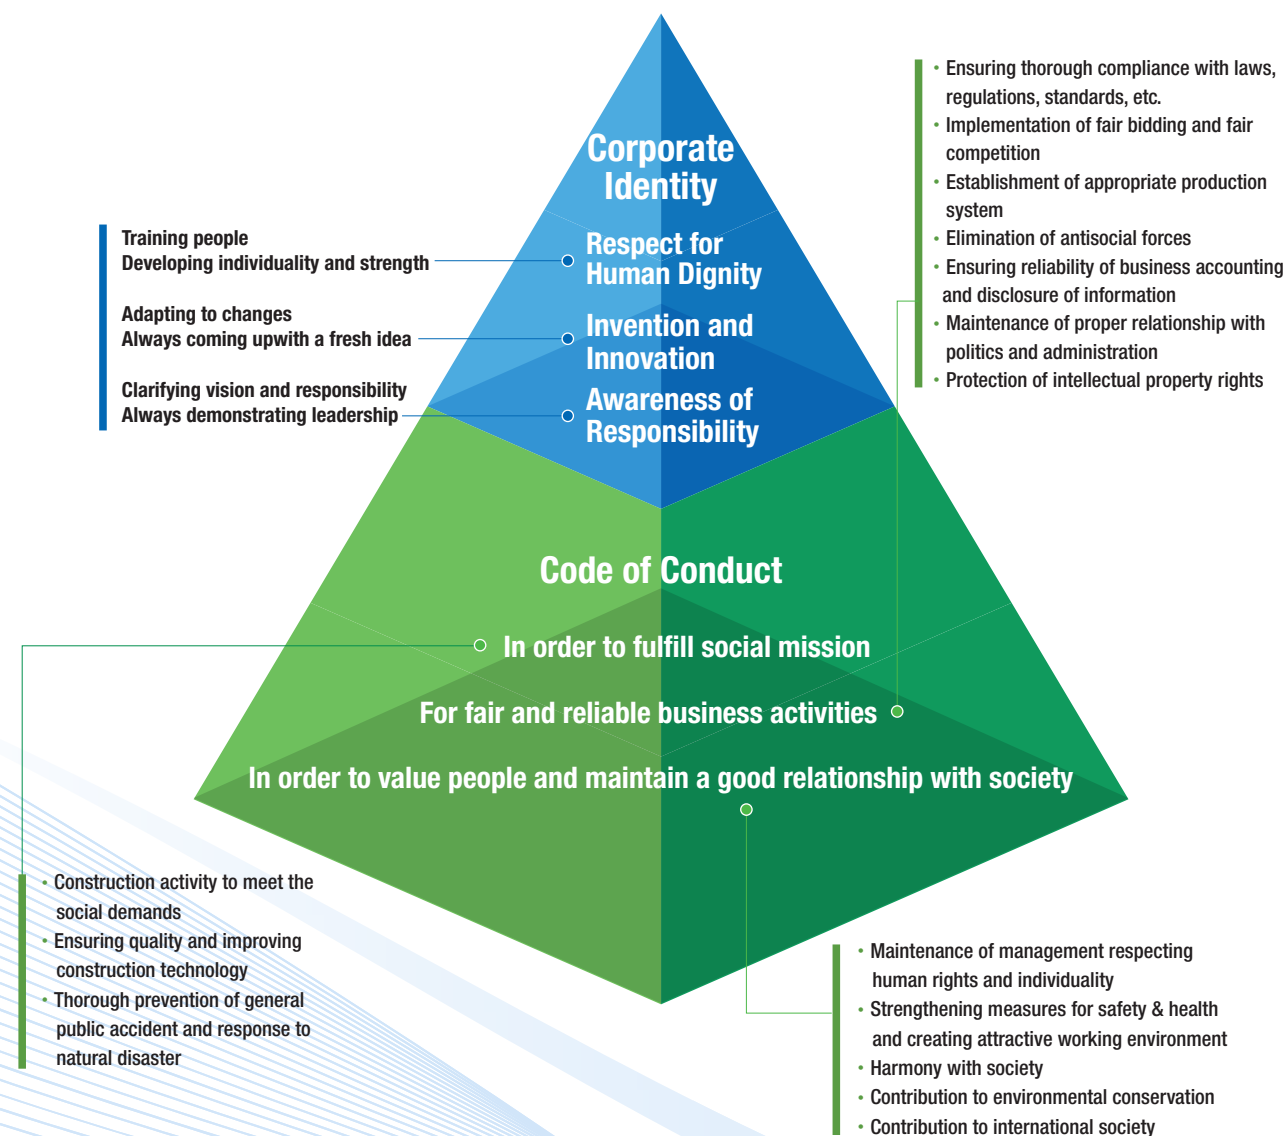 Corporate
Identity
Respect for
Human Dignity
Invention and
Innovation
Awareness of
Responsibility
Training people
Developing individuality and strength
Adapting to changes
Always coming upwith a fresh idea
Clarifying vision and responsibility
Always demonstrating leadership
• Ensuring thorough compliance with laws,
regulations, standards, etc.
• Implementation of fair bidding and fair
competition
• Establishment of appropriate production
system
• Elimination of antisocial forces
• Ensuring reliability of business accounting
and disclosure of information
• Maintenance of proper relationship with
politics and administration
• Protection of intellectual property rights
Code of Conduct
In order to fulfill social mission
For fair and reliable business activities
In order to value people and maintain a good relationship with society
• Construction activity to meet the
social demands
• Ensuring quality and improving
construction technology
• Thorough prevention of general
public accident and response to
natural disaster
• Maintenance of management respecting
human rights and individuality
• Strengthening measures for safety & health
and creating attractive working environment
• Harmony with society
• Contribution to environmental conservation
• Contribution to international society